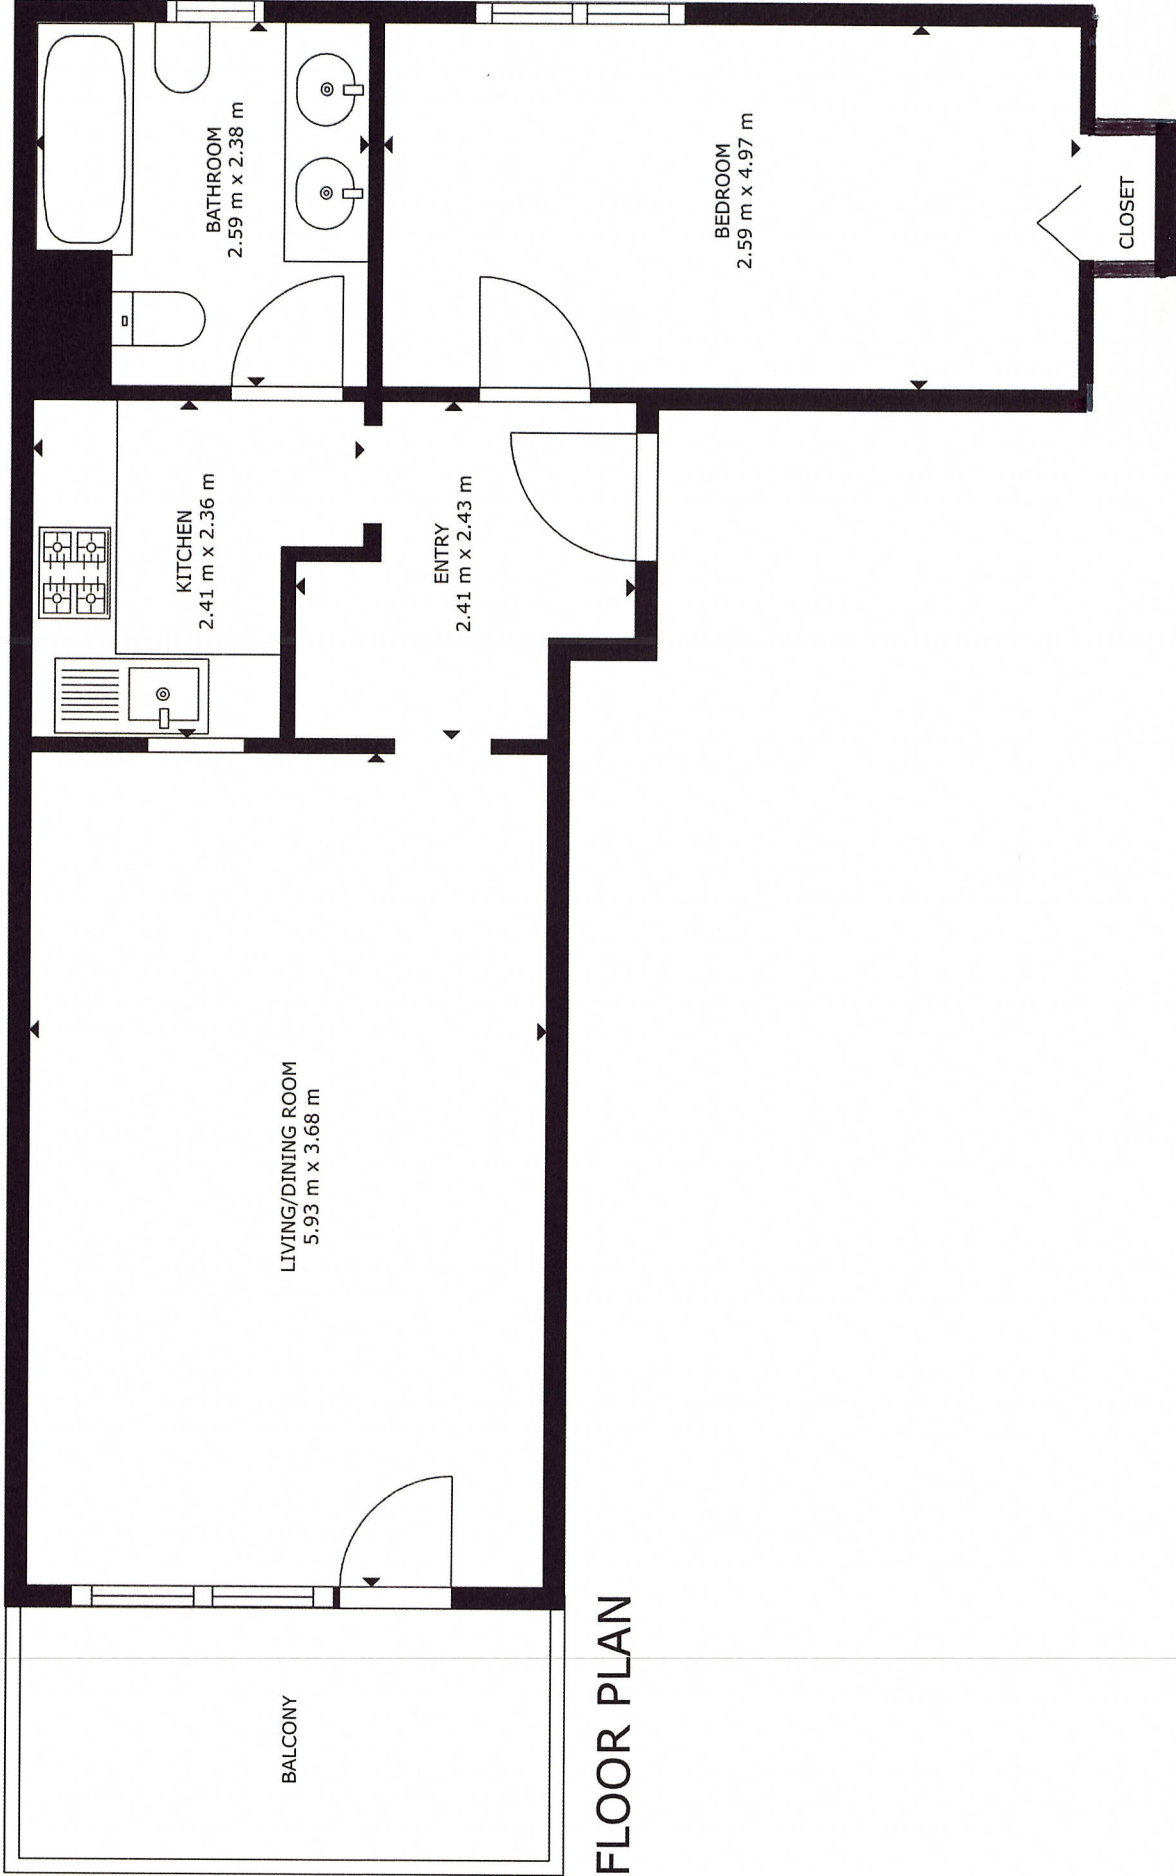 BATHROOM
2.59 m x 2.38 m
BEDROOM
2.59 m x 4.97 m
CLOSET
KITCHEN
2.41 m x 2.36 m
ENTRY
2.41 m x 2.43 m
LIVING/DINING ROOM
5.93 m x 3.68 m
BALCONY
FLOOR PLAN